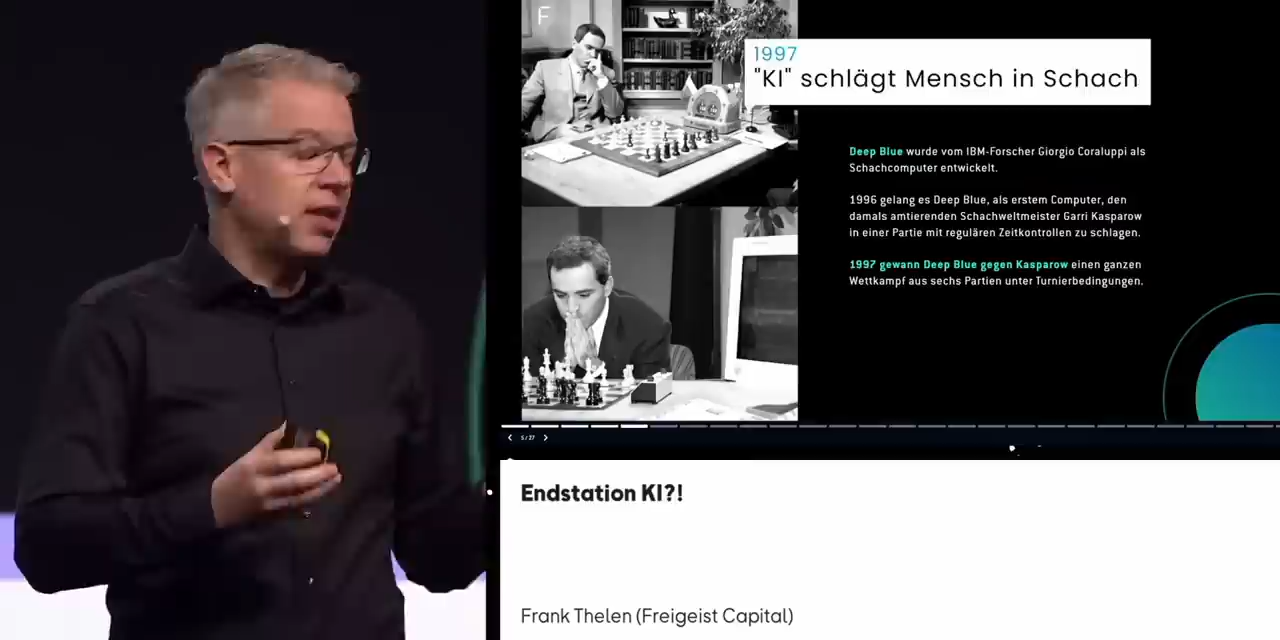 F
1997
"KI" schlägt Mensch in Schach
Deep Blue wurde vom IBM-Forscher Giorgio Coraluppi als
Schachcomputer entwickelt.
1996 gelang es Deep Blue, als erstem Computer, den
damals amtierenden Schachweltmeister Garri Kasparow
in einer Partie mit regulären Zeitkontrollen zu schlagen.
1997 gewann Deep Blue gegen Kasparow einen ganzen
Wettkampf aus sechs Partien unter Turnierbedingungen.
5/27
Endstation KI?!
Frank Thelen (Freigeist Capital)